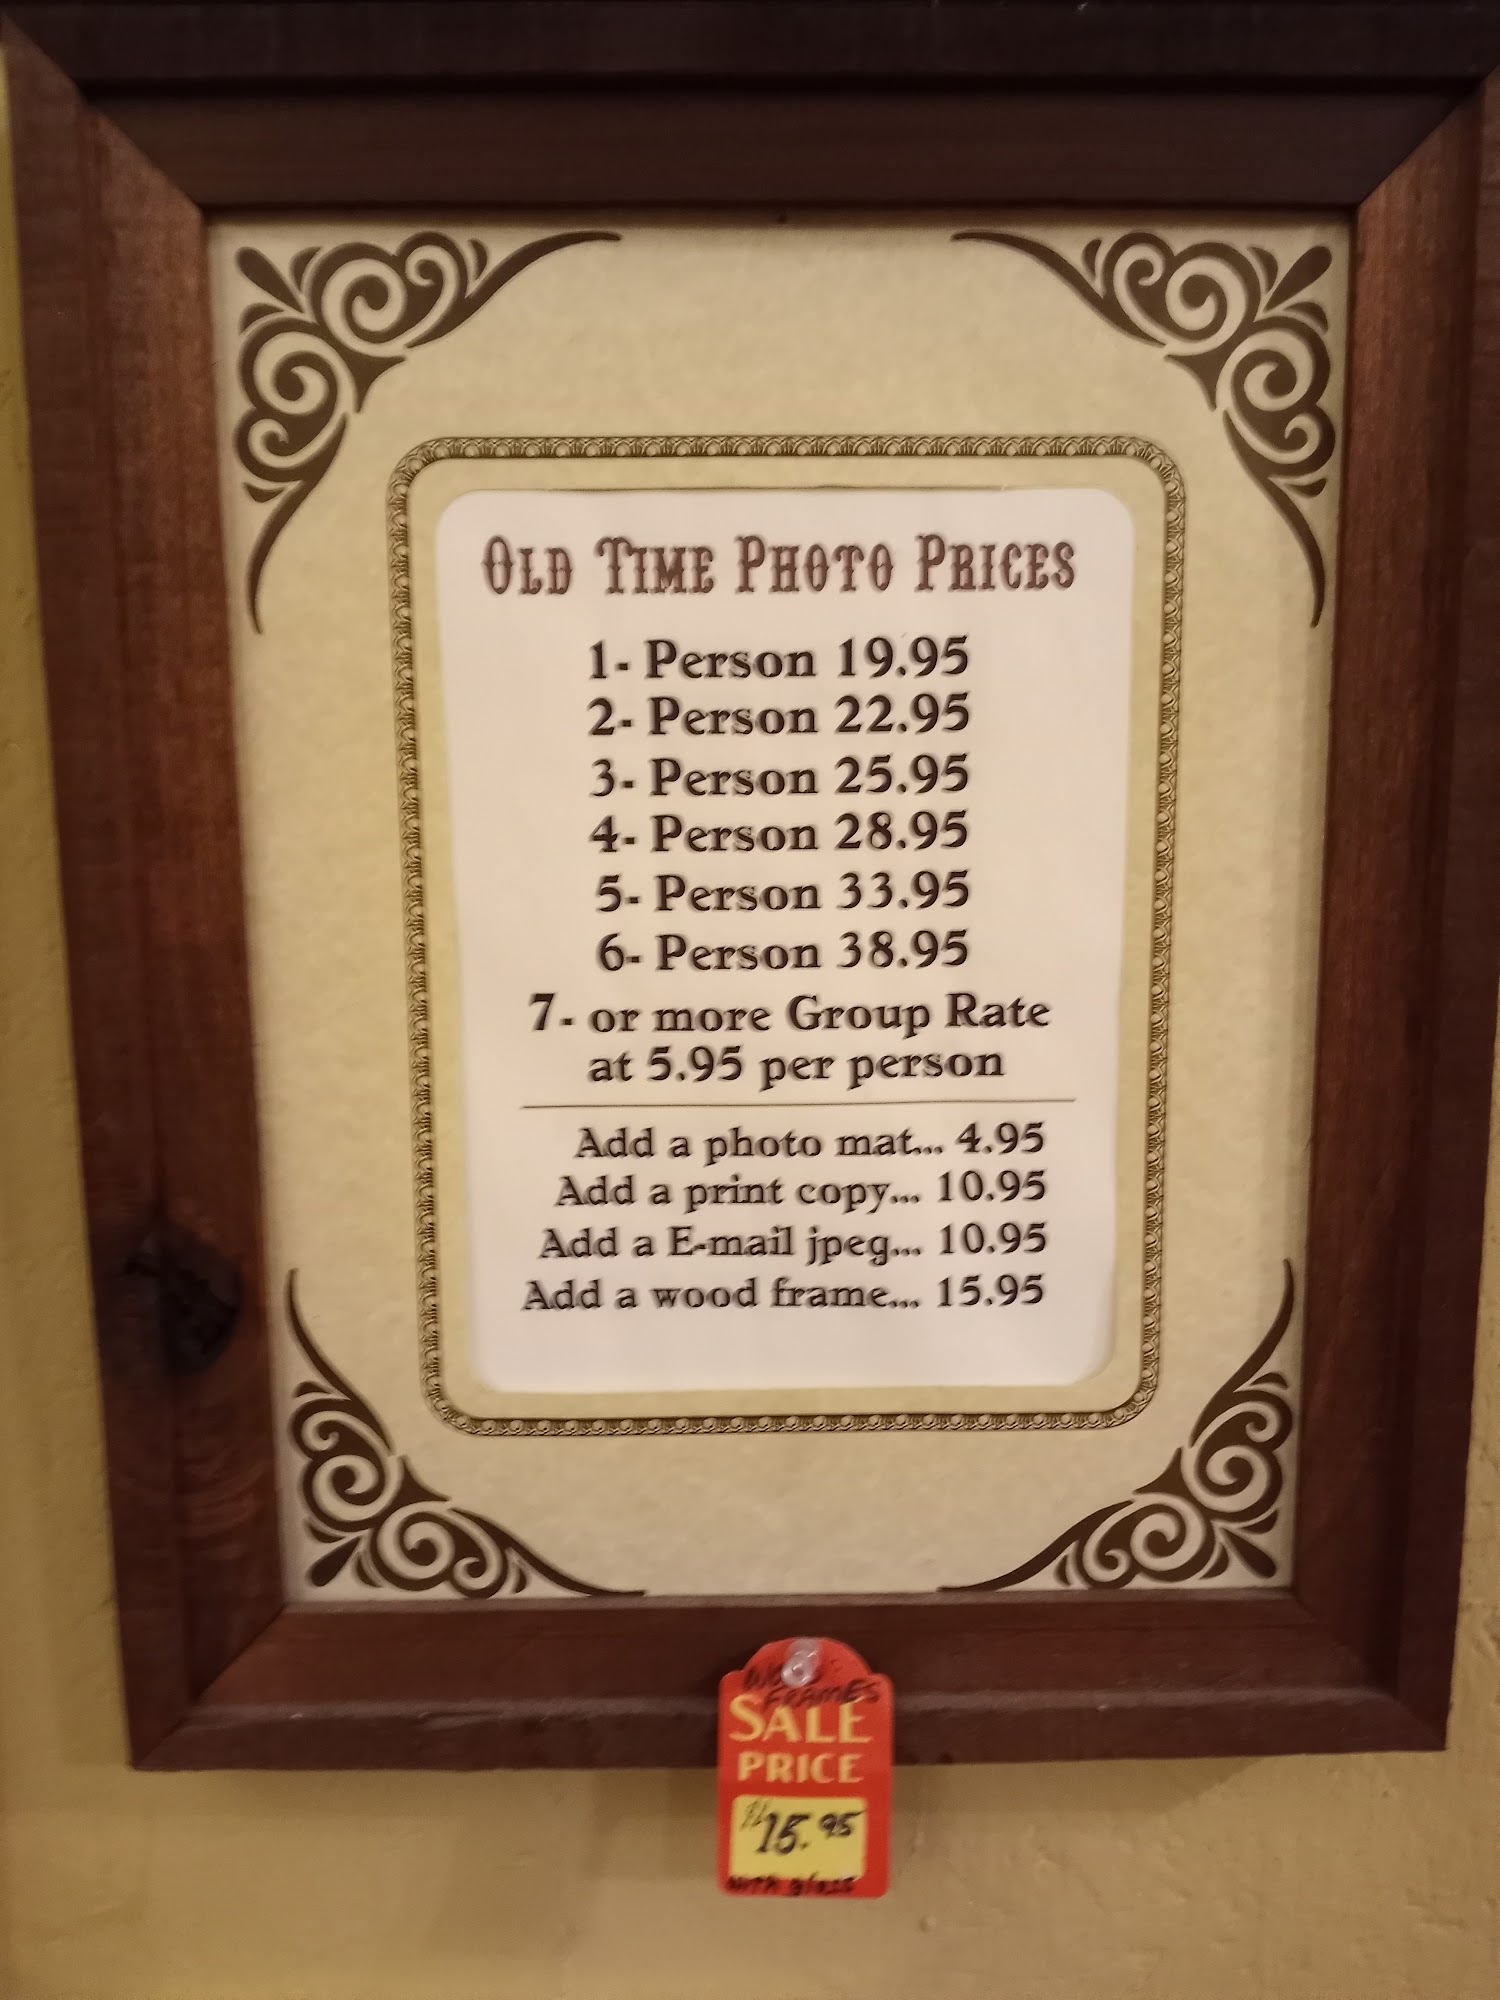 Old Time Photo Prices
1- Person 19.95
2- Person 22.95
3- Person 25.95
4- Person 28.95
5- Person 33.95
6- Person 38.95
7- or more Group Rate
at 5.95 per person
Add a photo mat... 4.95
Add a print copy... 10.95
Add a E-mail jpeg... 10.95
Add a wood frame... 15.95
FRAMES
SALE
PRICE
$15.95
WITH glass